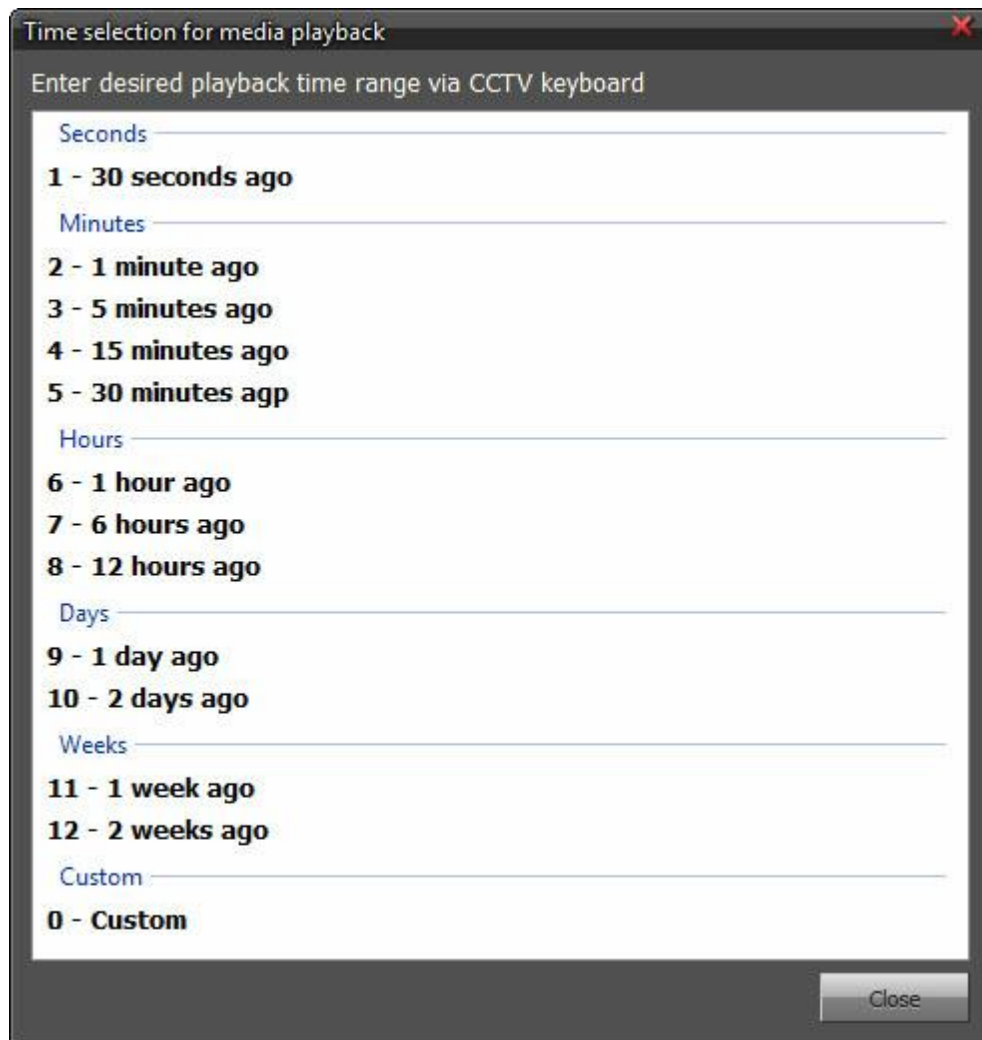 Time selection for media playback
Enter desired playback time range via CCTV keyboard
Seconds
1 - 30 seconds ago
Minutes
2 - 1 minute ago
3 - 5 minutes ago
4 - 15 minutes ago
5 - 30 minutes agp
Hours
6 - 1 hour ago
7 - 6 hours ago
8 - 12 hours ago
Days
9 - 1 day ago
10 - 2 days ago
Weeks
11 - 1 week ago
12 - 2 weeks ago
Custom
0 - Custom
Close